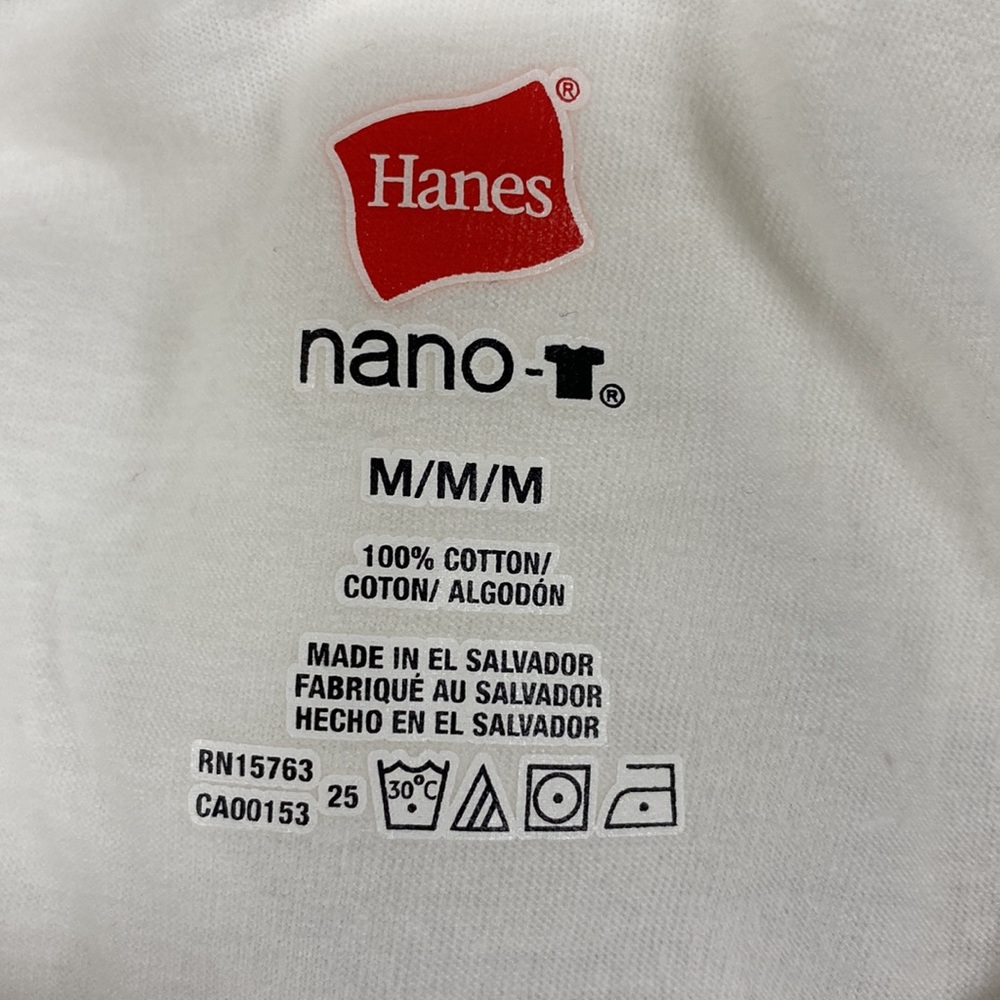 Hanes®
nano-®
M/M/M
100% COTTON/
COTON/ ALGODÓN
MADE IN EL SALVADOR
FABRIQUÉ AU SALVADOR
HECHO EN EL SALVADOR
RN15763
CA00153
25
30°C